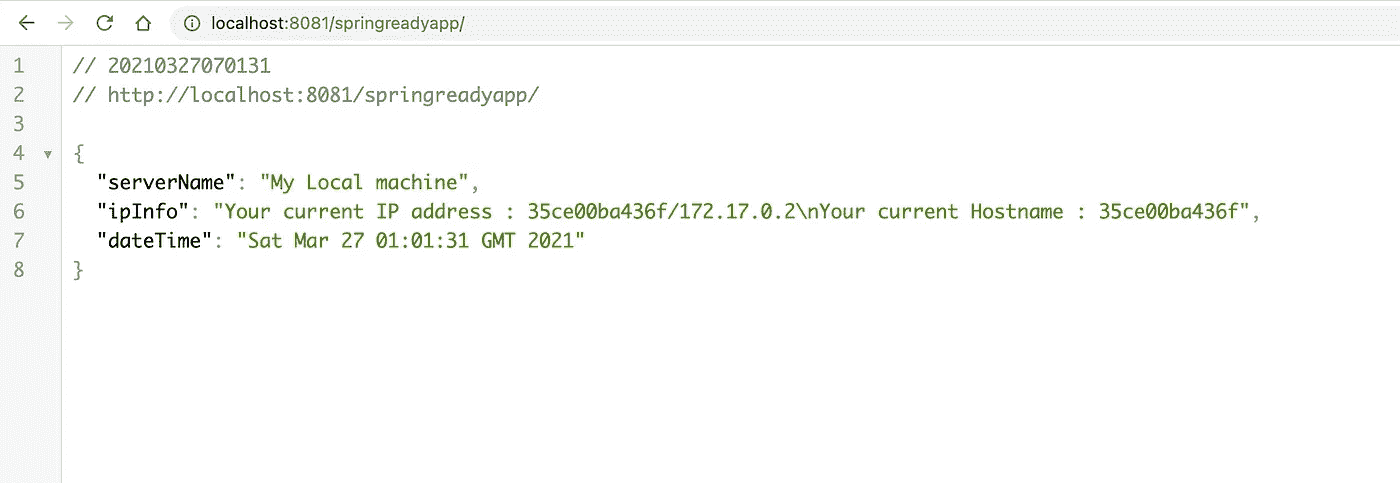 localhost:8081/springreadyapp/
1 // 20210327070131
2 // http://localhost:8081/springreadyapp/
3
4 {
5 "serverName": "My Local machine",
6 "ipInfo": "Your current IP address : 35ce00ba436f/172.17.0.2\nYour current Hostname : 35ce00ba436f",
7 "dateTime": "Sat Mar 27 01:01:31 GMT 2021"
8 }